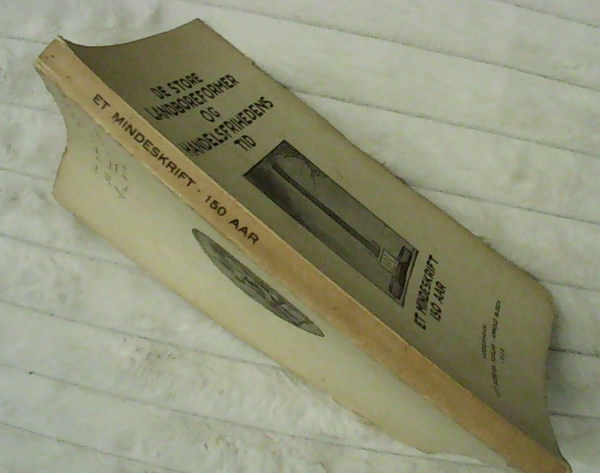 DE STORE
LANDBOREFORMER
OG
HANDELSFRIHEDENS
TID
ET MINDESKRIFT
150 AAR
ET MINDESKRIFT - 150 AAR